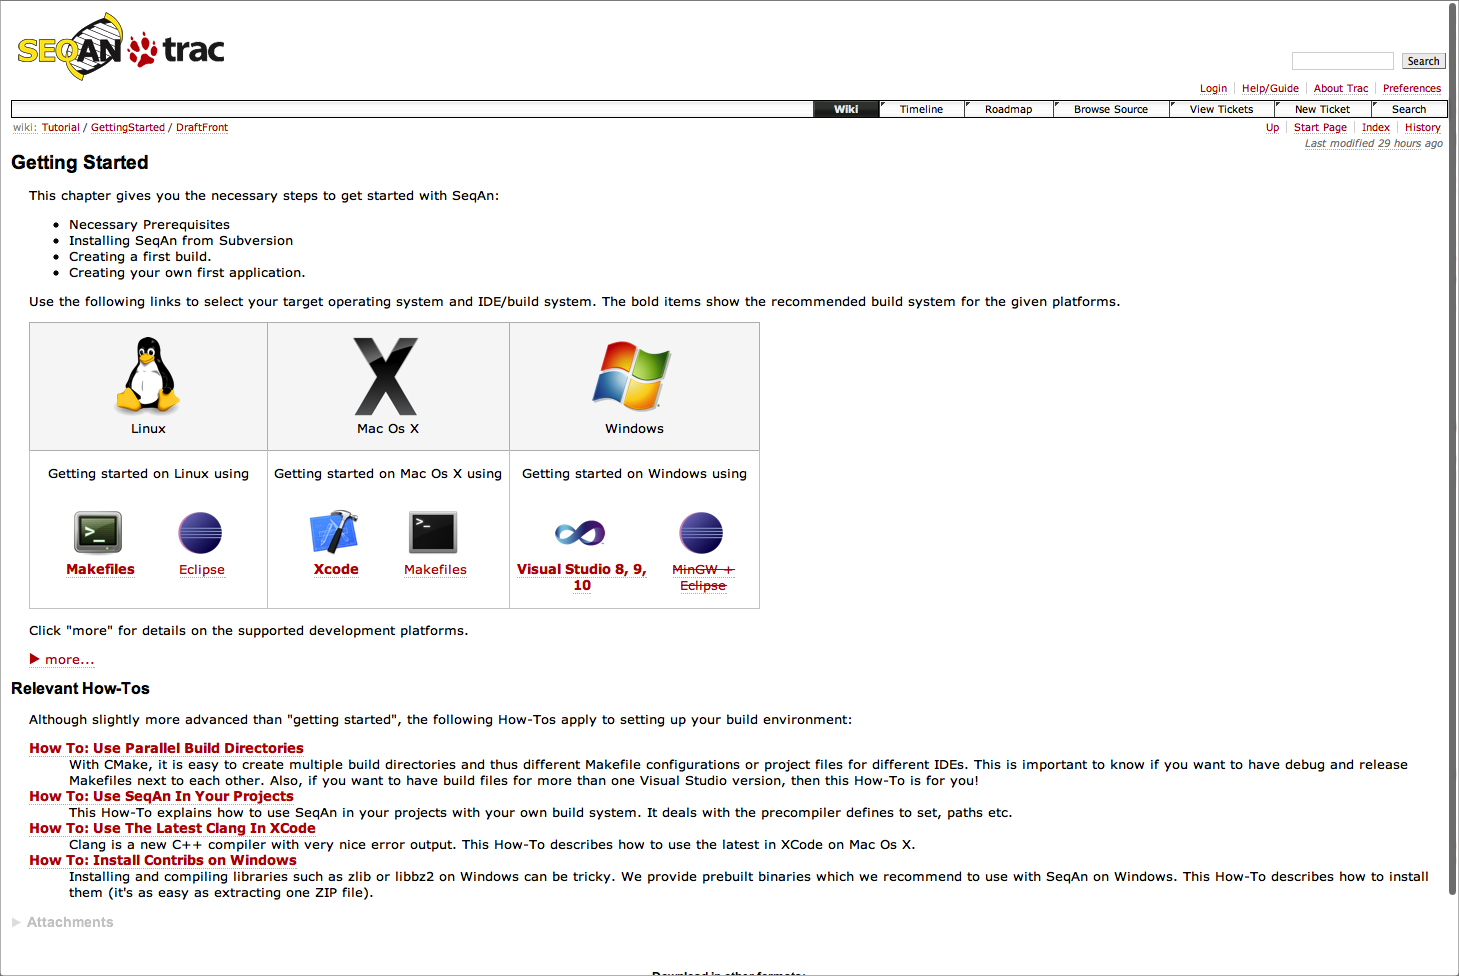 SEQAN trac
Search
Login Help/Guide About Trac Preferences
Wiki Timeline Roadmap Browse Source View Tickets New Ticket Search
wiki: Tutorial / GettingStarted / DraftFront
Up Start Page Index History
Last modified 29 hours ago
Getting Started
This chapter gives you the necessary steps to get started with SeqAn:
Necessary Prerequisites
Installing SeqAn from Subversion
Creating a first build.
Creating your own first application.
Use the following links to select your target operating system and IDE/build system. The bold items show the recommended build system for the given platforms.
Linux Mac Os X Windows
Getting started on Linux using Getting started on Mac Os X using Getting started on Windows using
Makefiles Eclipse Xcode Makefiles Visual Studio 8, 9, MinGW +
10 Eclipse
Click "more" for details on the supported development platforms.
more...
Relevant How-Tos
Although slightly more advanced than "getting started", the following How-Tos apply to setting up your build environment:
How To: Use Parallel Build Directories
With CMake, it is easy to create multiple build directories and thus different Makefile configurations or project files for different IDEs. This is important to know if you want to have debug and release
Makefiles next to each other. Also, if you want to have build files for more than one Visual Studio version, then this How-To is for you!
How To: Use SeqAn In Your Projects
This How-To explains how to use SeqAn in your projects with your own build system. It deals with the precompiler defines to set, paths etc.
How To: Use The Latest Clang In XCode
Clang is a new C++ compiler with very nice error output. This How-To describes how to use the latest in XCode on Mac Os X.
How To: Install Contribs on Windows
Installing and compiling libraries such as zlib or libbz2 on Windows can be tricky. We provide prebuilt binaries which we recommend to use with SeqAn on Windows. This How-To describes how to install
them (it's as easy as extracting one ZIP file).
Attachments
Download in other formats: